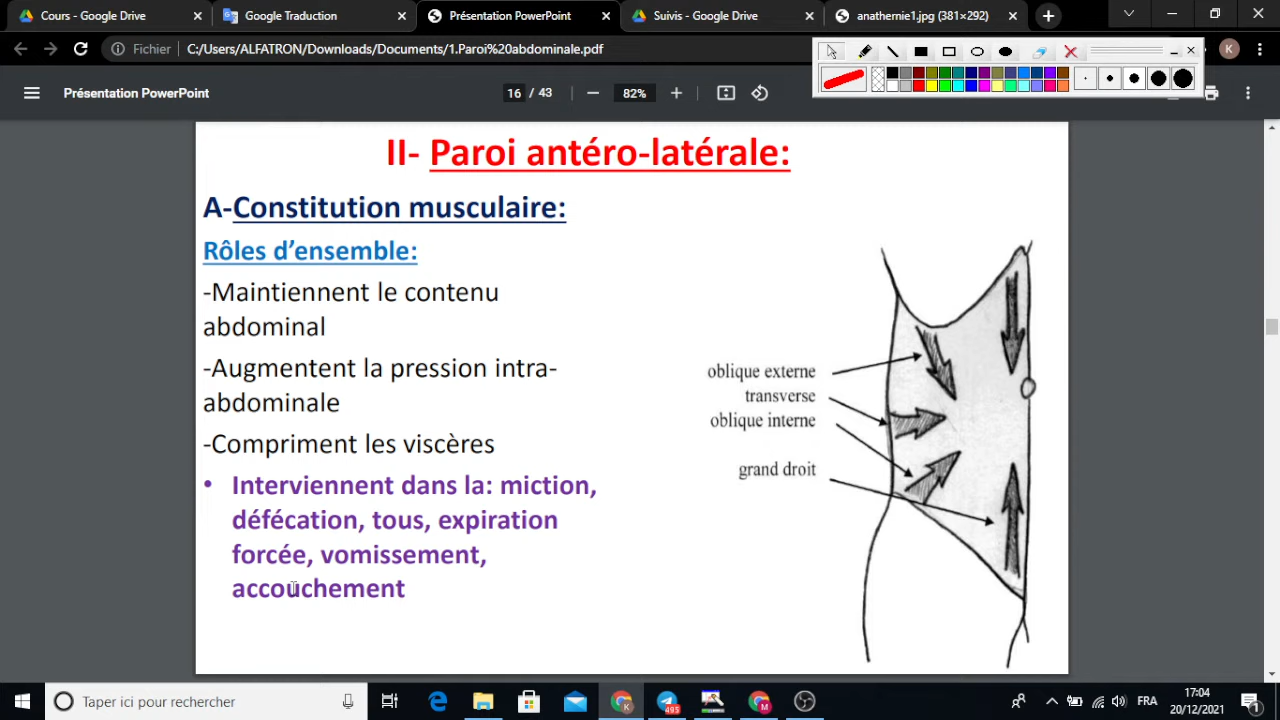 Cours - Google Drive
Google Traduction
Présentation PowerPoint
Suivis - Google Drive
anathernie1.jpg (381×292)
Fichier
C:/Users/ALFATRON/Downloads/Documents/1.Paroi%20abdominale.pdf
K
Présentation PowerPoint
16 / 43
82%
II- Paroi antéro-latérale:
A-Constitution musculaire:
Rôles d’ensemble:
-Maintiennent le contenu
abdominal
-Augmentent la pression intra-
abdominale
-Compriment les viscères
• Interviennent dans la: miction,
défécation, tous, expiration
forcée, vomissement,
accouchement
oblique externe
transverse
oblique interne
grand droit
Taper ici pour rechercher
495
FRA
17:04
20/12/2021
1